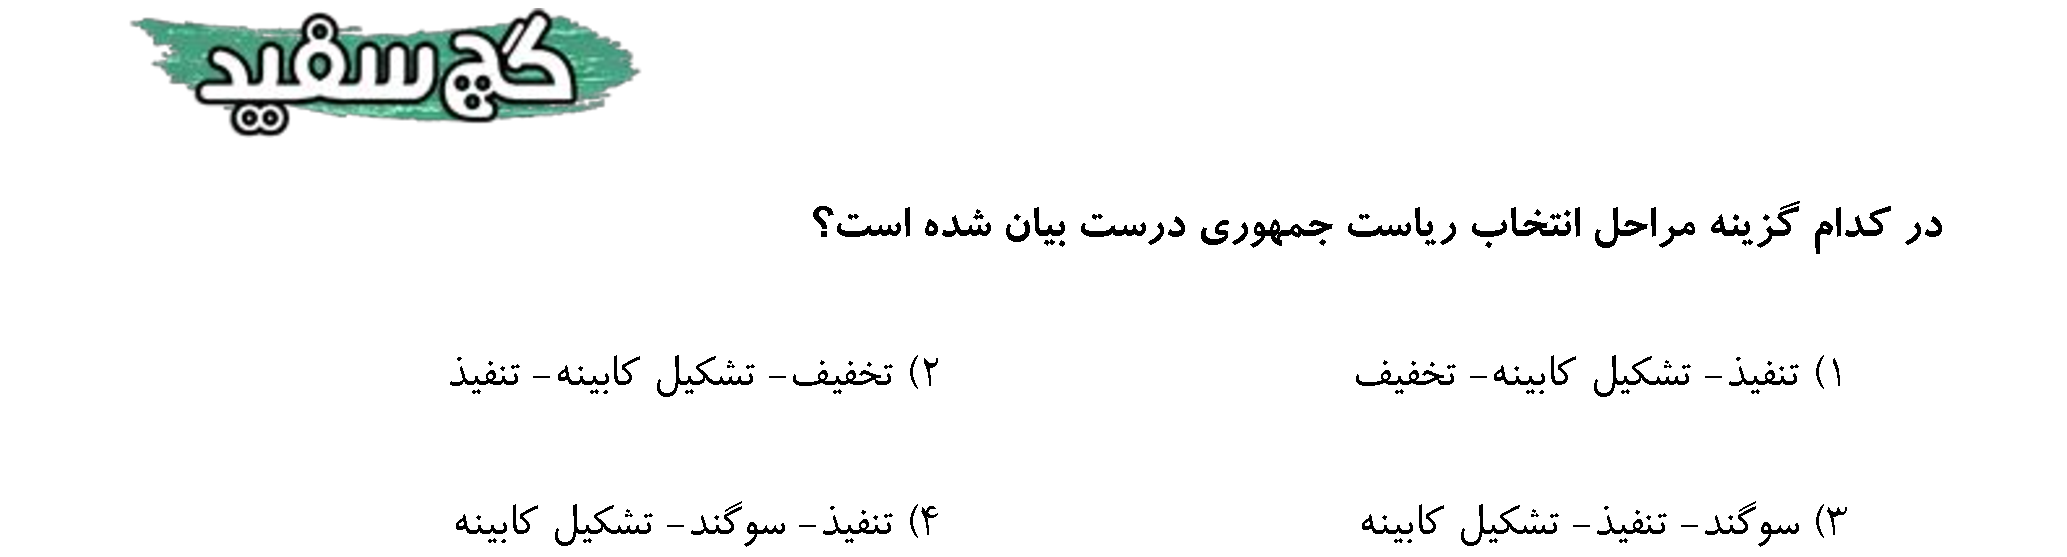 گچ سفید
در کدام گزینه مراحل انتخاب ریاست جمهوری درست بیان شده است؟
۱) تنفیذ- تشکیل کابینه- تخفیف ۲) تخفیف- تشکیل کابینه- تنفیذ
۳) سوگند- تنفیذ- تشکیل کابینه ۴) تنفیذ- سوگند- تشکیل کابینه